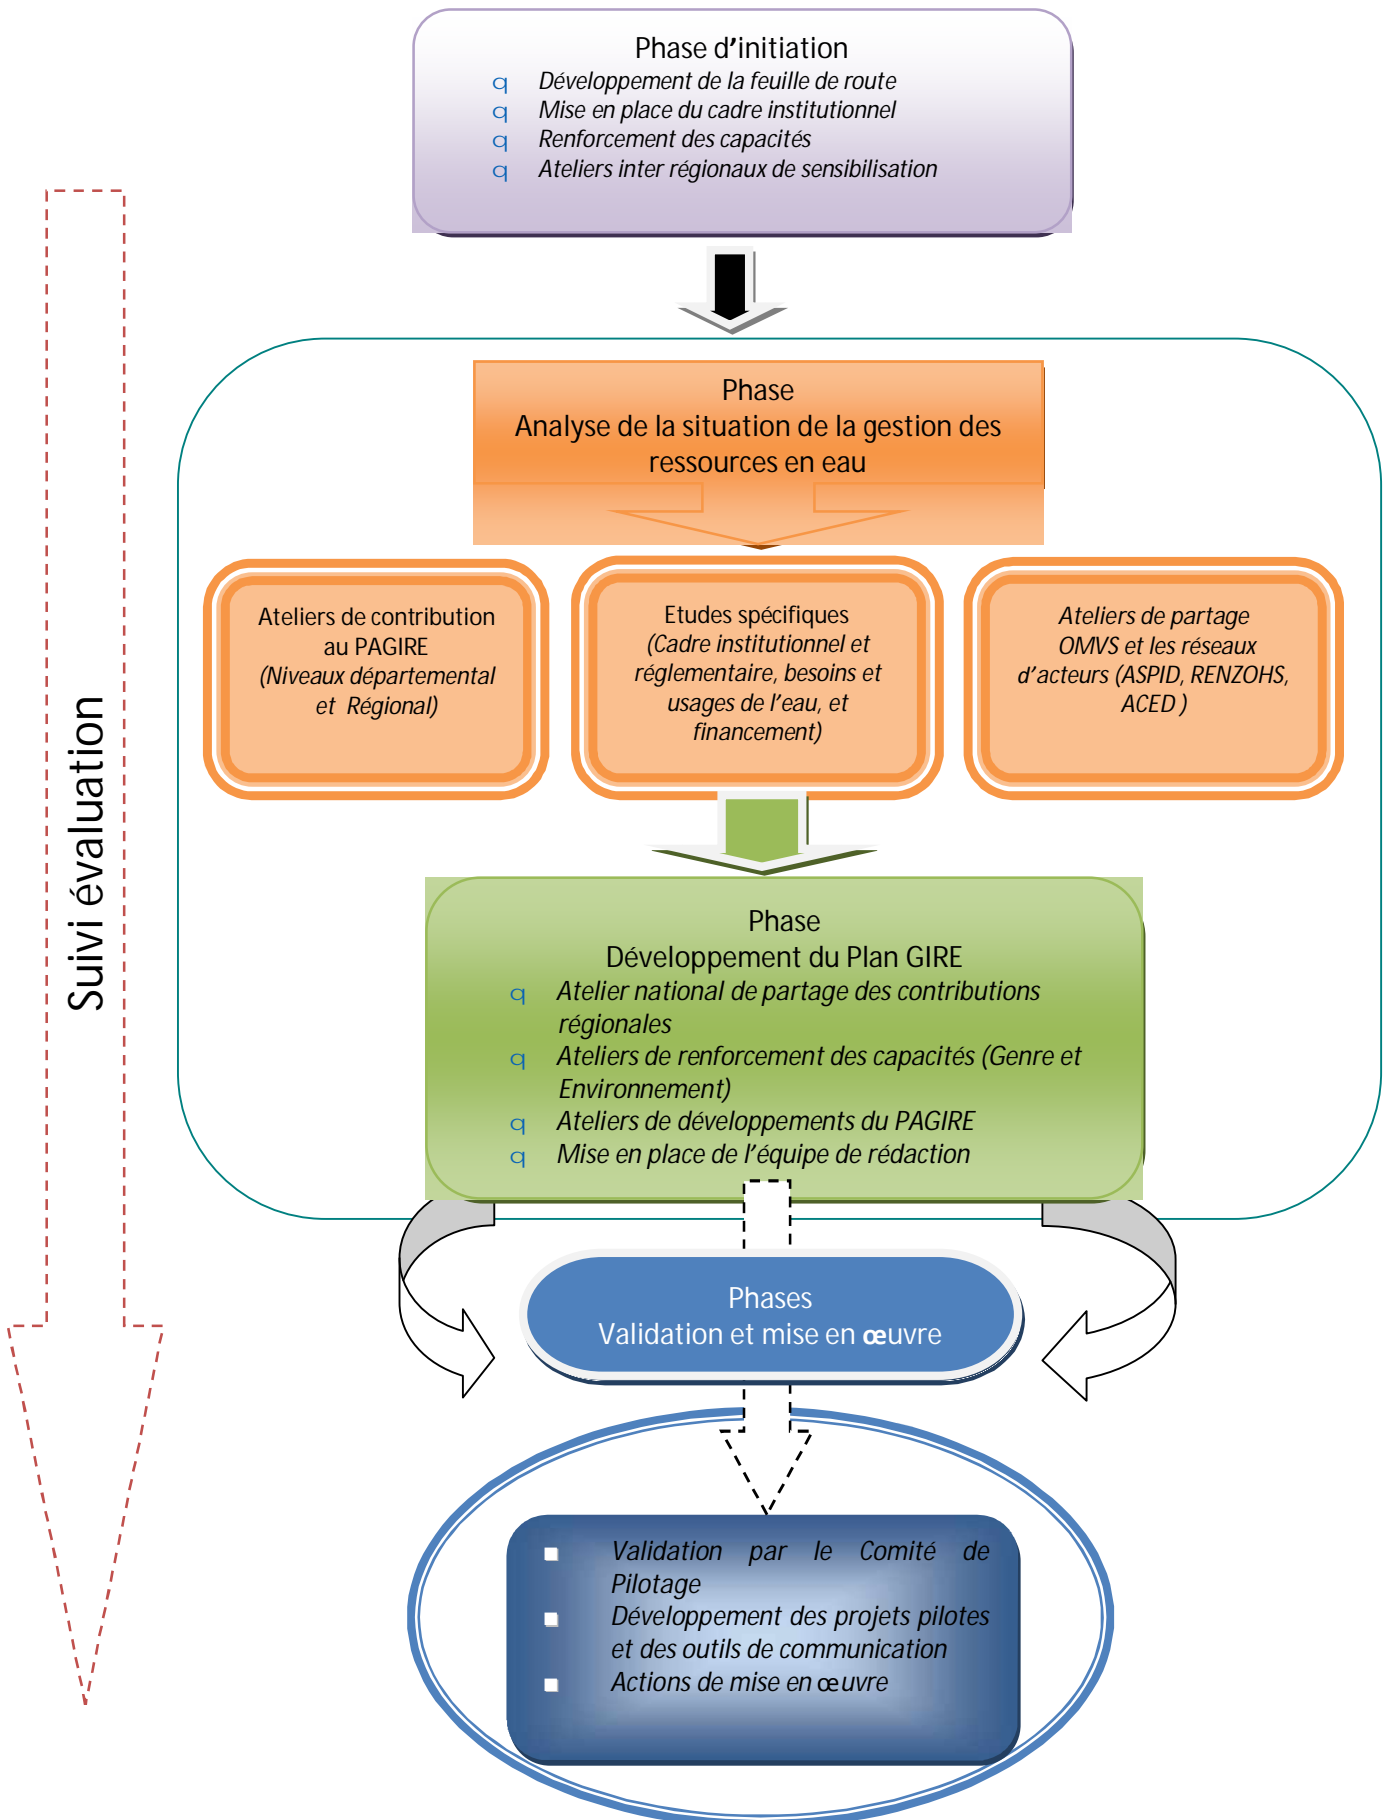 Phase d'initiation
q Développement de la feuille de route
q Mise en place du cadre institutionnel
q Renforcement des capacités
q Ateliers inter régionaux de sensibilisation
Suivi évaluation
Phase
Analyse de la situation de la gestion des
ressources en eau
Ateliers de contribution
au PAGIRE
(Niveaux départemental
et Régional)
Etudes spécifiques
(Cadre institutionnel et
réglementaire, besoins et
usages de l'eau, et
financement)
Ateliers de partage
OMVS et les réseaux
d'acteurs (ASPID, RENZOHS,
ACED )
Phase
Développement du Plan GIRE
q Atelier national de partage des contributions
régionales
q Ateliers de renforcement des capacités (Genre et
Environnement)
q Ateliers de développements du PAGIRE
q Mise en place de l'équipe de rédaction
Phases
Validation et mise en œuvre
Validation par le Comité de
Pilotage
Développement des projets pilotes
et des outils de communication
Actions de mise en œuvre